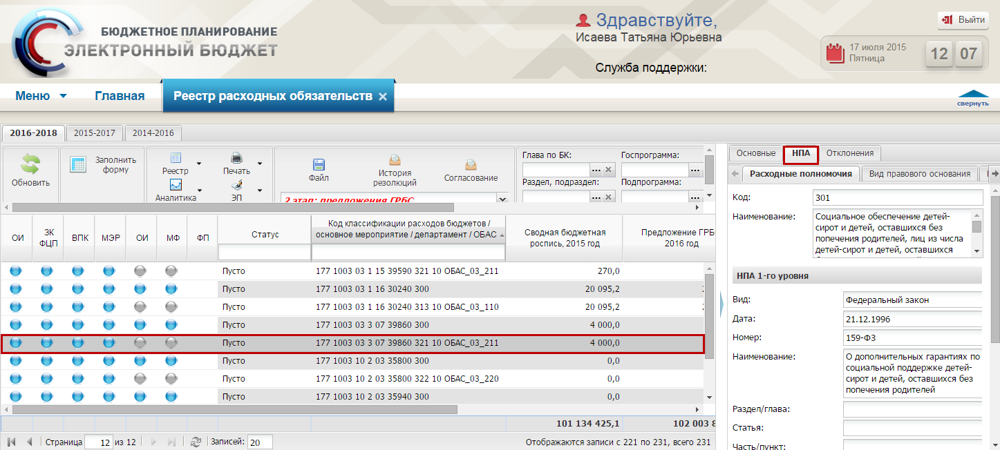 БЮДЖЕТНОЕ ПЛАНИРОВАНИЕ
ЭЛЕКТРОННЫЙ БЮДЖЕТ
Здравствуйте,
Исаева Татьяна Юрьевна
Служба поддержки:
Выйти
17 июля 2015
Пятница
12 07
Меню Главная Реестр расходных обязательств
свернуть
2016-2018 2015-2017 2014-2016
Обновить
Заполнить форму
Реестр
Аналитика
Печать
ЭП
Файл
История резолюций
Согласование
2 этап: предложения ГРБС
Глава по БК:
Госпрограмма:
Раздел, подраздел:
Подпрограмма:
ОИ ЗК ФЦП ВПК МЭР ОИ МФ ФП Статус
Код классификации расходов бюджетов /
основное мероприятие / департамент / ОБАС
Сводная бюджетная
роспись, 2015 год
Предложение
2016 год
Пусто 177 1003 03 1 15 39590 321 10 ОБАС_03_211 270,0
Пусто 177 1003 03 1 16 30240 300 20 095,2
Пусто 177 1003 03 1 16 30240 313 10 ОБАС_03_110 20 095,2
Пусто 177 1003 03 3 07 39860 300 4 000,0
Пусто 177 1003 03 3 07 39860 321 10 ОБАС_03_211 4 000,0
Пусто 177 1003 10 2 03 35800 300 0,0
Пусто 177 1003 10 2 03 35800 322 10 ОБАС_03_220 0,0
Пусто 177 1003 10 2 03 35940 300 0,0
101 134 425,1 102 003 8
Страница 12 из 12 Записей: 20
Отображаются записи с 221 по 231, всего 231
Основные НПА Отклонения
Расходные полномочия Вид правового основания
Код: 301
Наименование: Социальное обеспечение детей-
сирот и детей, оставшихся без
попечения родителей, лиц из числа
детей-сирот и детей, оставшихся
НПА 1-го уровня
Вид: Федеральный закон
Дата: 21.12.1996
Номер: 159-ФЗ
Наименование: О дополнительных гарантиях по
социальной поддержке детей-
сирот и детей, оставшихся без
попечения родителей
Раздел/глава:
Статья:
Часть/пункт: